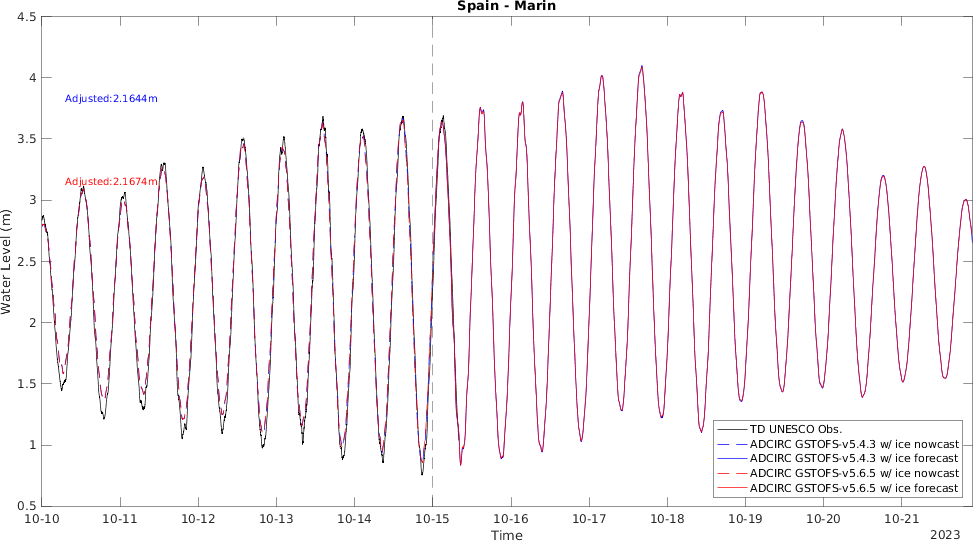 Spain - Marin
4.5
4
3.5
3
2.5
2
1.5
1
0.5
Water Level (m)
Adjusted:2.1644m
Adjusted:2.1674m
TD UNESCO Obs.
ADCIRC GSTOFS-v5.4.3 w/ ice nowcast
ADCIRC GSTOFS-v5.4.3 w/ ice forecast
ADCIRC GSTOFS-v5.6.5 w/ ice nowcast
ADCIRC GSTOFS-v5.6.5 w/ ice forecast
10-10 10-11 10-12 10-13 10-14 10-15 10-16 10-17 10-18 10-19 10-20 10-21
Time
2023